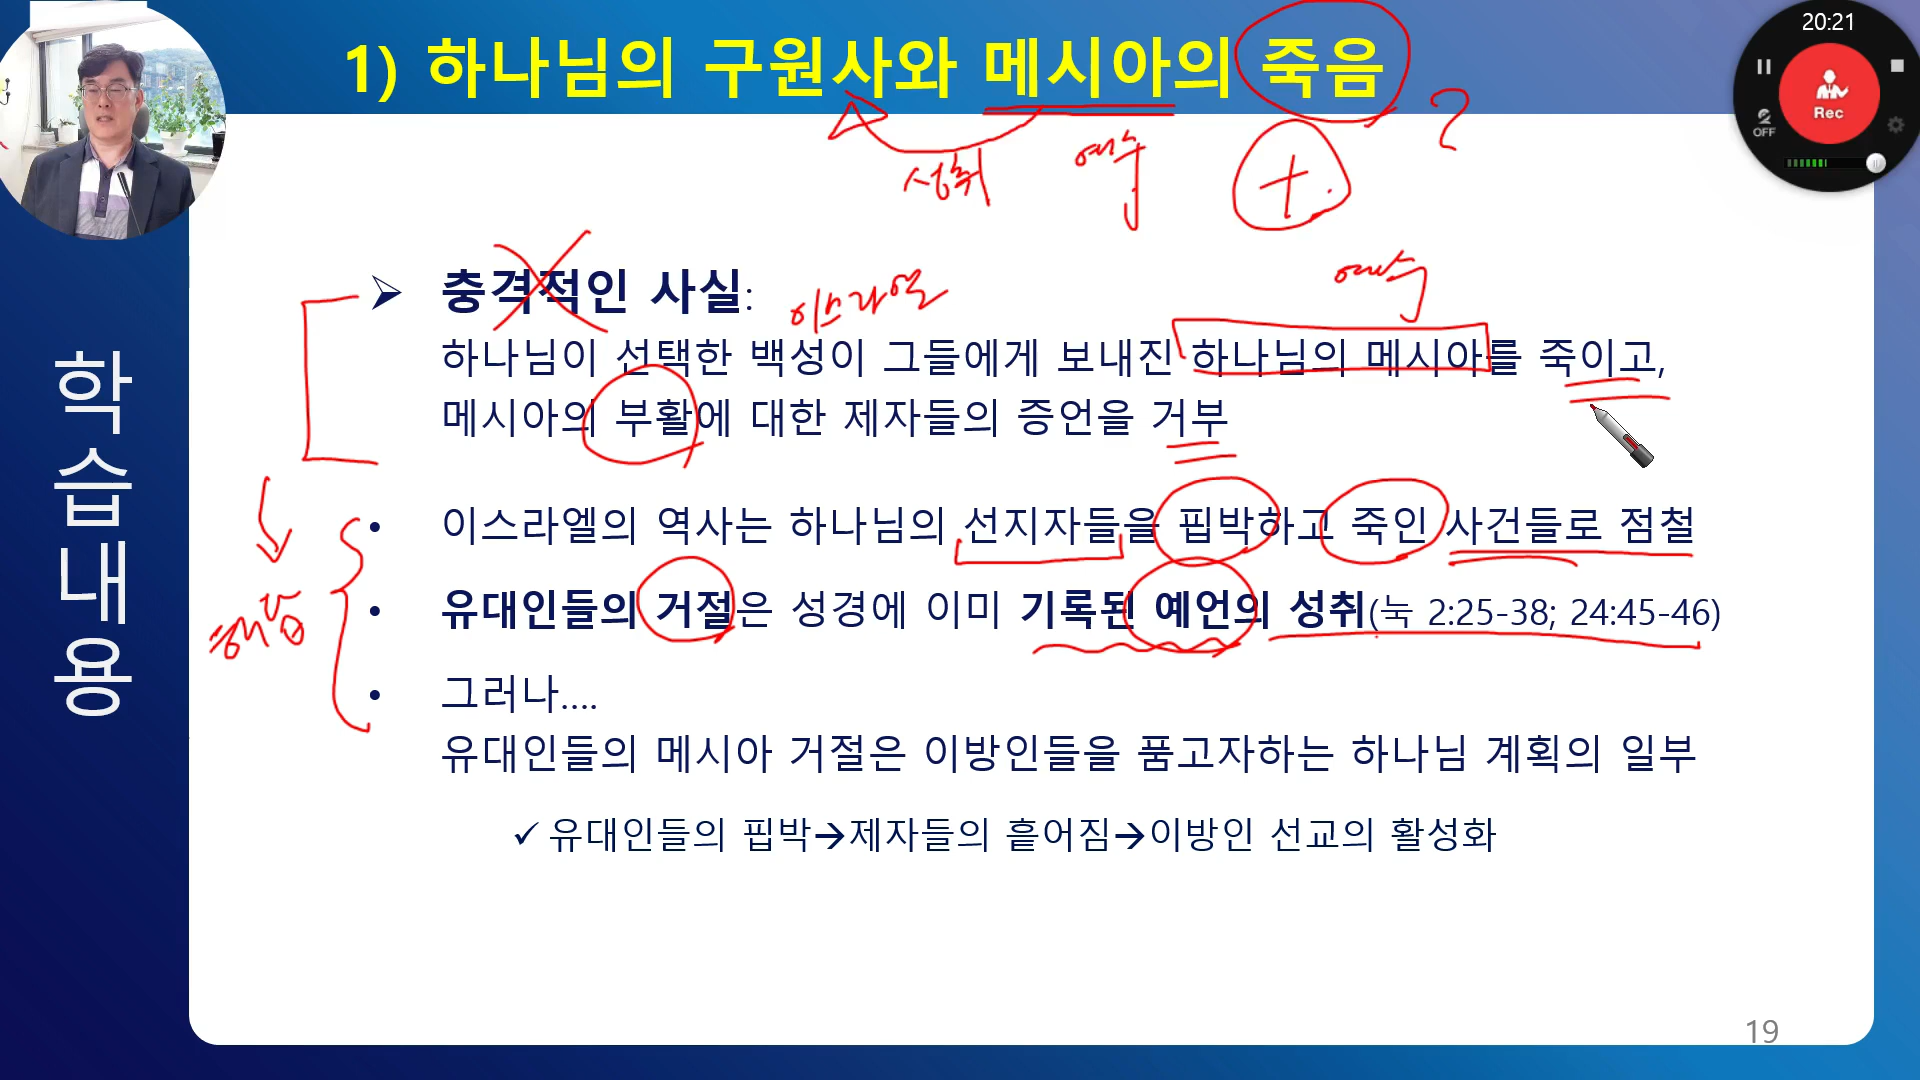 20:21
Rec
OFF
1) 하나님의 구원사와 메시아의 죽음
?
성취
예수
학습내용
➢ 충격적인 사실:
이스라엘
예수
하나님이 선택한 백성이 그들에게 보내진 하나님의 메시아를 죽이고,
메시아의 부활에 대한 제자들의 증언을 거부
• 이스라엘의 역사는 하나님의 선지자들을 핍박하고 죽인 사건들로 점철
• 유대인들의 거절은 성경에 이미 기록된 예언의 성취(눅 2:25-38; 24:45-46)
• 그러나....
유대인들의 메시아 거절은 이방인들을 품고자하는 하나님 계획의 일부
✓ 유대인들의 핍박→제자들의 흩어짐→이방인 선교의 활성화
19